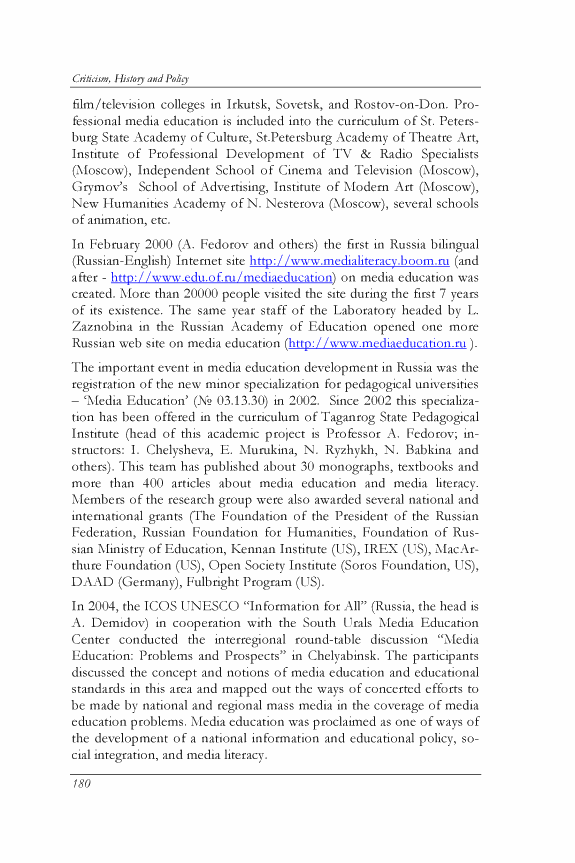 Criticism, History and Policy
film/television colleges in Irkutsk, Sovetsk, and Rostov-on-Don. Pro-
fessional media education is included into the curriculum of St. Peters-
burg State Academy of Culture, St.Petersburg Academy of Theatre Art,
Institute of Professional Development of TV & Radio Specialists
(Moscow), Independent School of Cinema and Television (Moscow),
Grymov's School of Advertising, Institute of Modern Art (Moscow),
New Humanities Academy of N. Nesterova (Moscow), several schools
of animation, etc.
In February 2000 (A. Fedorov and others) the first in Russia bilingual
(Russian-English) Internet site http://www.medialiteracy.boom.ru (and
after - http://www.edu.of.ru/mediaeducation) on media education was
created. More than 20000 people visited the site during the first 7 years
of its existence. The same year staff of the Laboratory headed by L.
Zaznobina in the Russian Academy of Education opened one more
Russian web site on media education (http://www.mediaeducation.ru ).
The important event in media education development in Russia was the
registration of the new minor specialization for pedagogical universities
– 'Media Education' (№ 03.13.30) in 2002. Since 2002 this specializa-
tion has been offered in the curriculum of Taganrog State Pedagogical
Institute (head of this academic project is Professor A. Fedorov; in-
structors: I. Chelysheva, E. Murukina, N. Ryzhykh, N. Babkina and
others). This team has published about 30 monographs, textbooks and
more than 400 articles about media education and media literacy.
Members of the research group were also awarded several national and
international grants (The Foundation of the President of the Russian
Federation, Russian Foundation for Humanities, Foundation of Rus-
sian Ministry of Education, Kennan Institute (US), IREX (US), MacAr-
thure Foundation (US), Open Society Institute (Soros Foundation, US),
DAAD (Germany), Fulbright Program (US).
In 2004, the ICOS UNESCO "Information for All" (Russia, the head is
A. Demidov) in cooperation with the South Urals Media Education
Center conducted the interregional round-table discussion "Media
Education: Problems and Prospects" in Chelyabinsk. The participants
discussed the concept and notions of media education and educational
standards in this area and mapped out the ways of concerted efforts to
be made by national and regional mass media in the coverage of media
education problems. Media education was proclaimed as one of ways of
the development of a national information and educational policy, so-
cial integration, and media literacy.
180